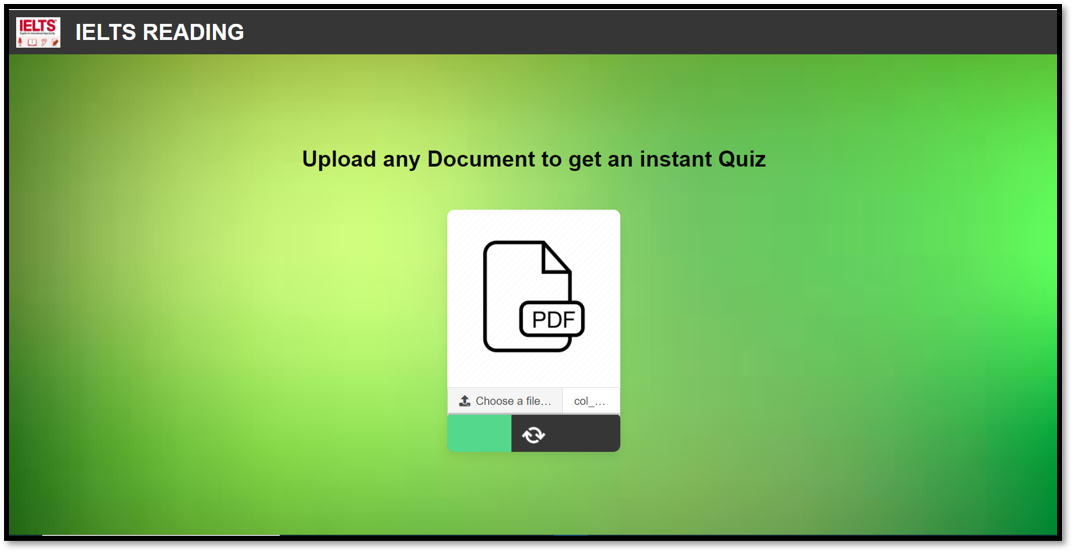 IELTS
IELTS READING
Upload any Document to get an instant Quiz
PDF
Choose a file…
col_…